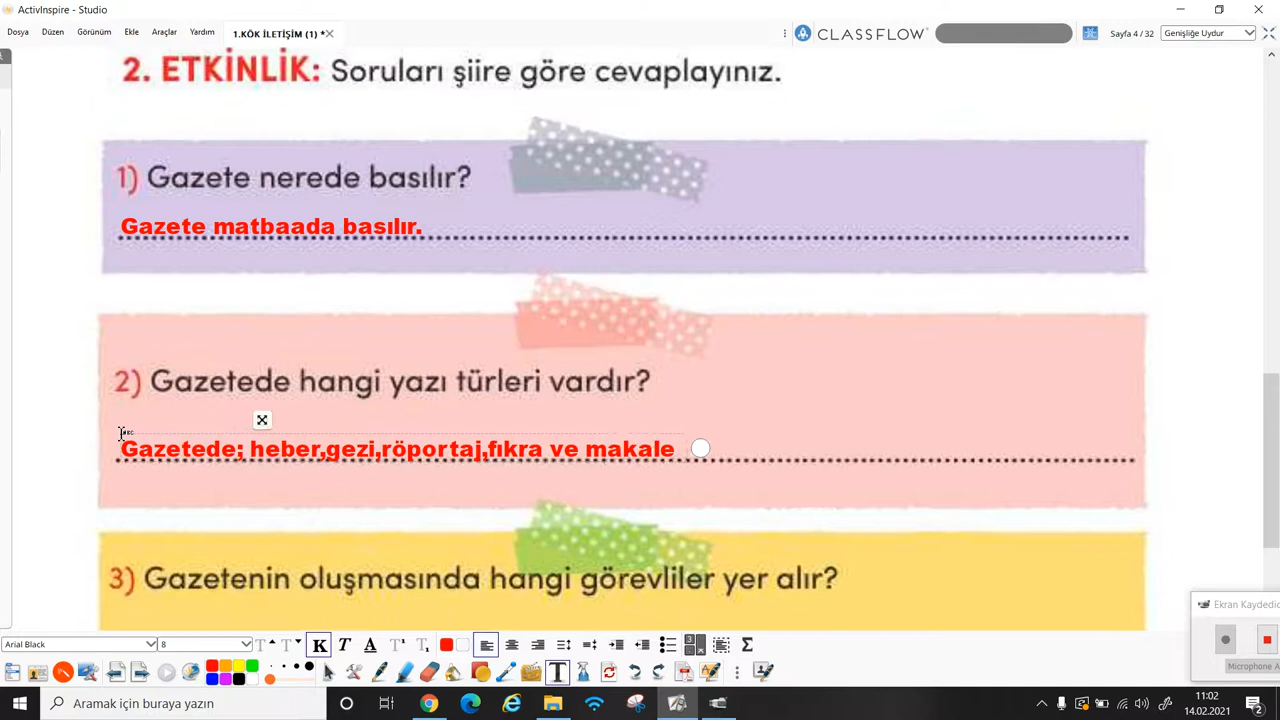 ActivInspire - Studio
Dosya Düzen Görünüm Ekle Araçlar Yardım 1.KÖK İLETİŞİM (1) * CLASSFLOW Sayfa 4 / 32 Genişliğe Uydur
2. ETKİNLİK: Soruları şiire göre cevaplayınız.
1) Gazete nerede basılır?
Gazete matbaada basılır.
2) Gazetede hangi yazı türleri vardır?
Gazetede; heber,gezi,röportaj,fıkra ve makale
3) Gazetenin oluşmasında hangi görevliler yer alır?
Ekran Kaydedic
Arial Black 8
Microphone A
Aramak için buraya yazın
11:02
14.02.2021